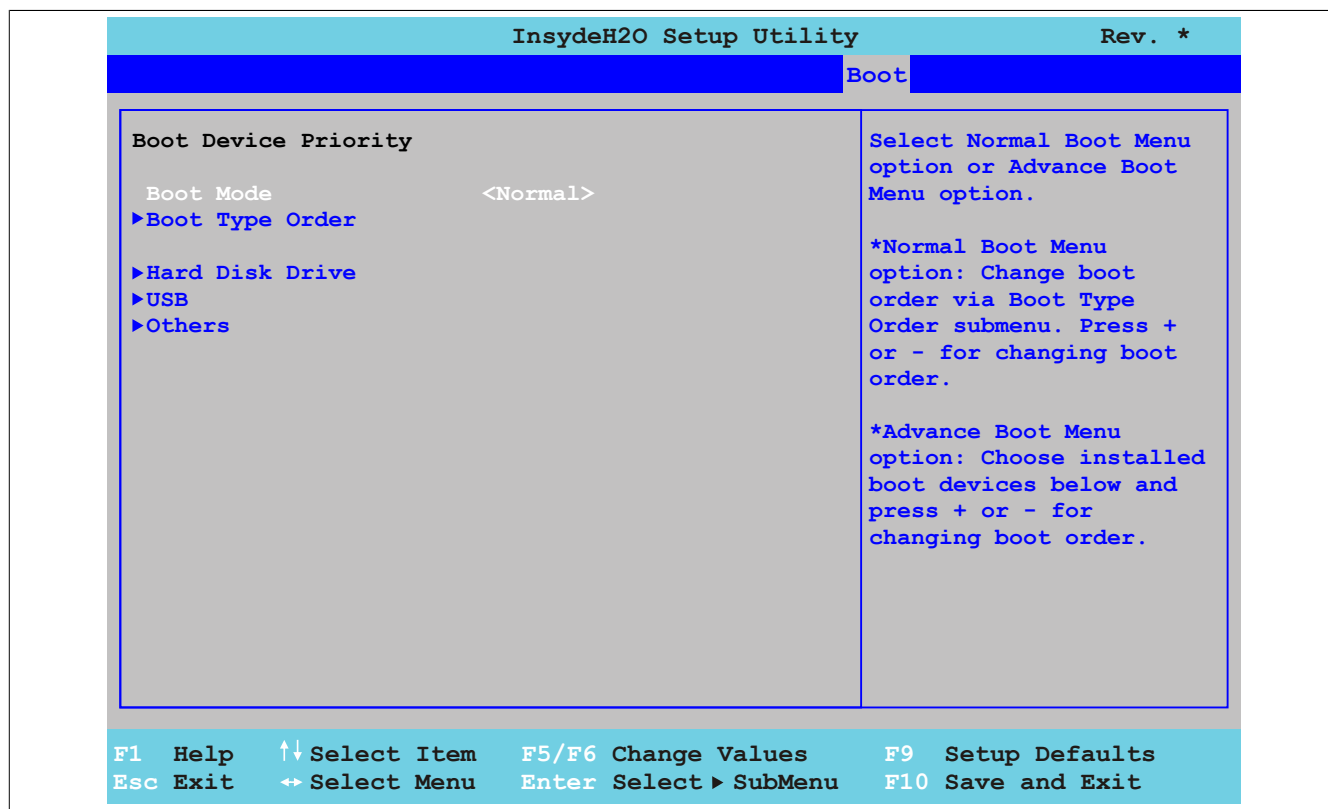 InsydeH2O Setup Utility Rev. *
Boot
Boot Device Priority
Boot Mode <Normal>
▶Boot Type Order
▶Hard Disk Drive
▶USB
▶Others
Select Normal Boot Menu
option or Advance Boot
Menu option.
*Normal Boot Menu
option: Change boot
order via Boot Type
Order submenu. Press +
or - for changing boot
order.
*Advance Boot Menu
option: Choose installed
boot devices below and
press + or - for
changing boot order.
F1 Help ↑↓ Select Item F5/F6 Change Values F9 Setup Defaults
Esc Exit ↔ Select Menu Enter Select ▶ SubMenu F10 Save and Exit